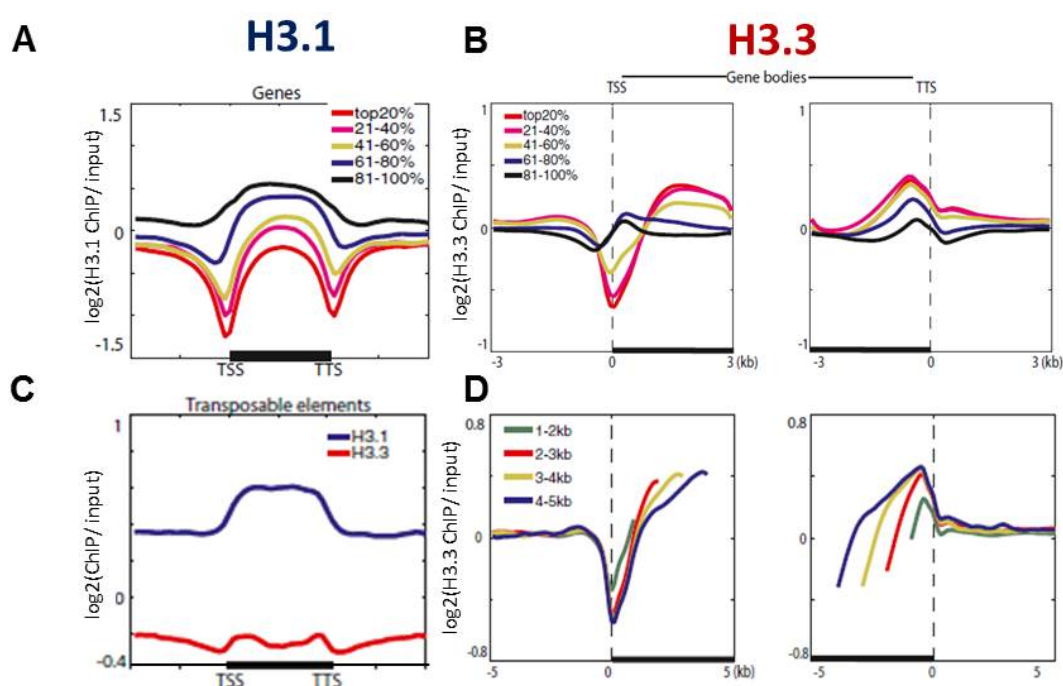 A
H3.1
Genes
log2(H3.1 ChIP/ input)
1.5
0
-1.5
top20%
21-40%
41-60%
61-80%
81-100%
TSS
TTS
B
H3.3
Gene bodies
TSS
TTS
log2(H3.3 ChIP/ input)
1
0
-1
top20%
21-40%
41-60%
61-80%
81-100%
-3
0
3 (kb)
1
0
-1
-3
0
3 (kb)
C
Transposable elements
log2(ChIP/ input)
1
0
-0.4
H3.1
H3.3
TSS
TTS
D
log2(H3.3 ChIP/ input)
0.8
0
-0.8
1-2kb
2-3kb
3-4kb
4-5kb
-5
0
5 (kb)
0.8
0
-0.8
-5
0
5 (kb)